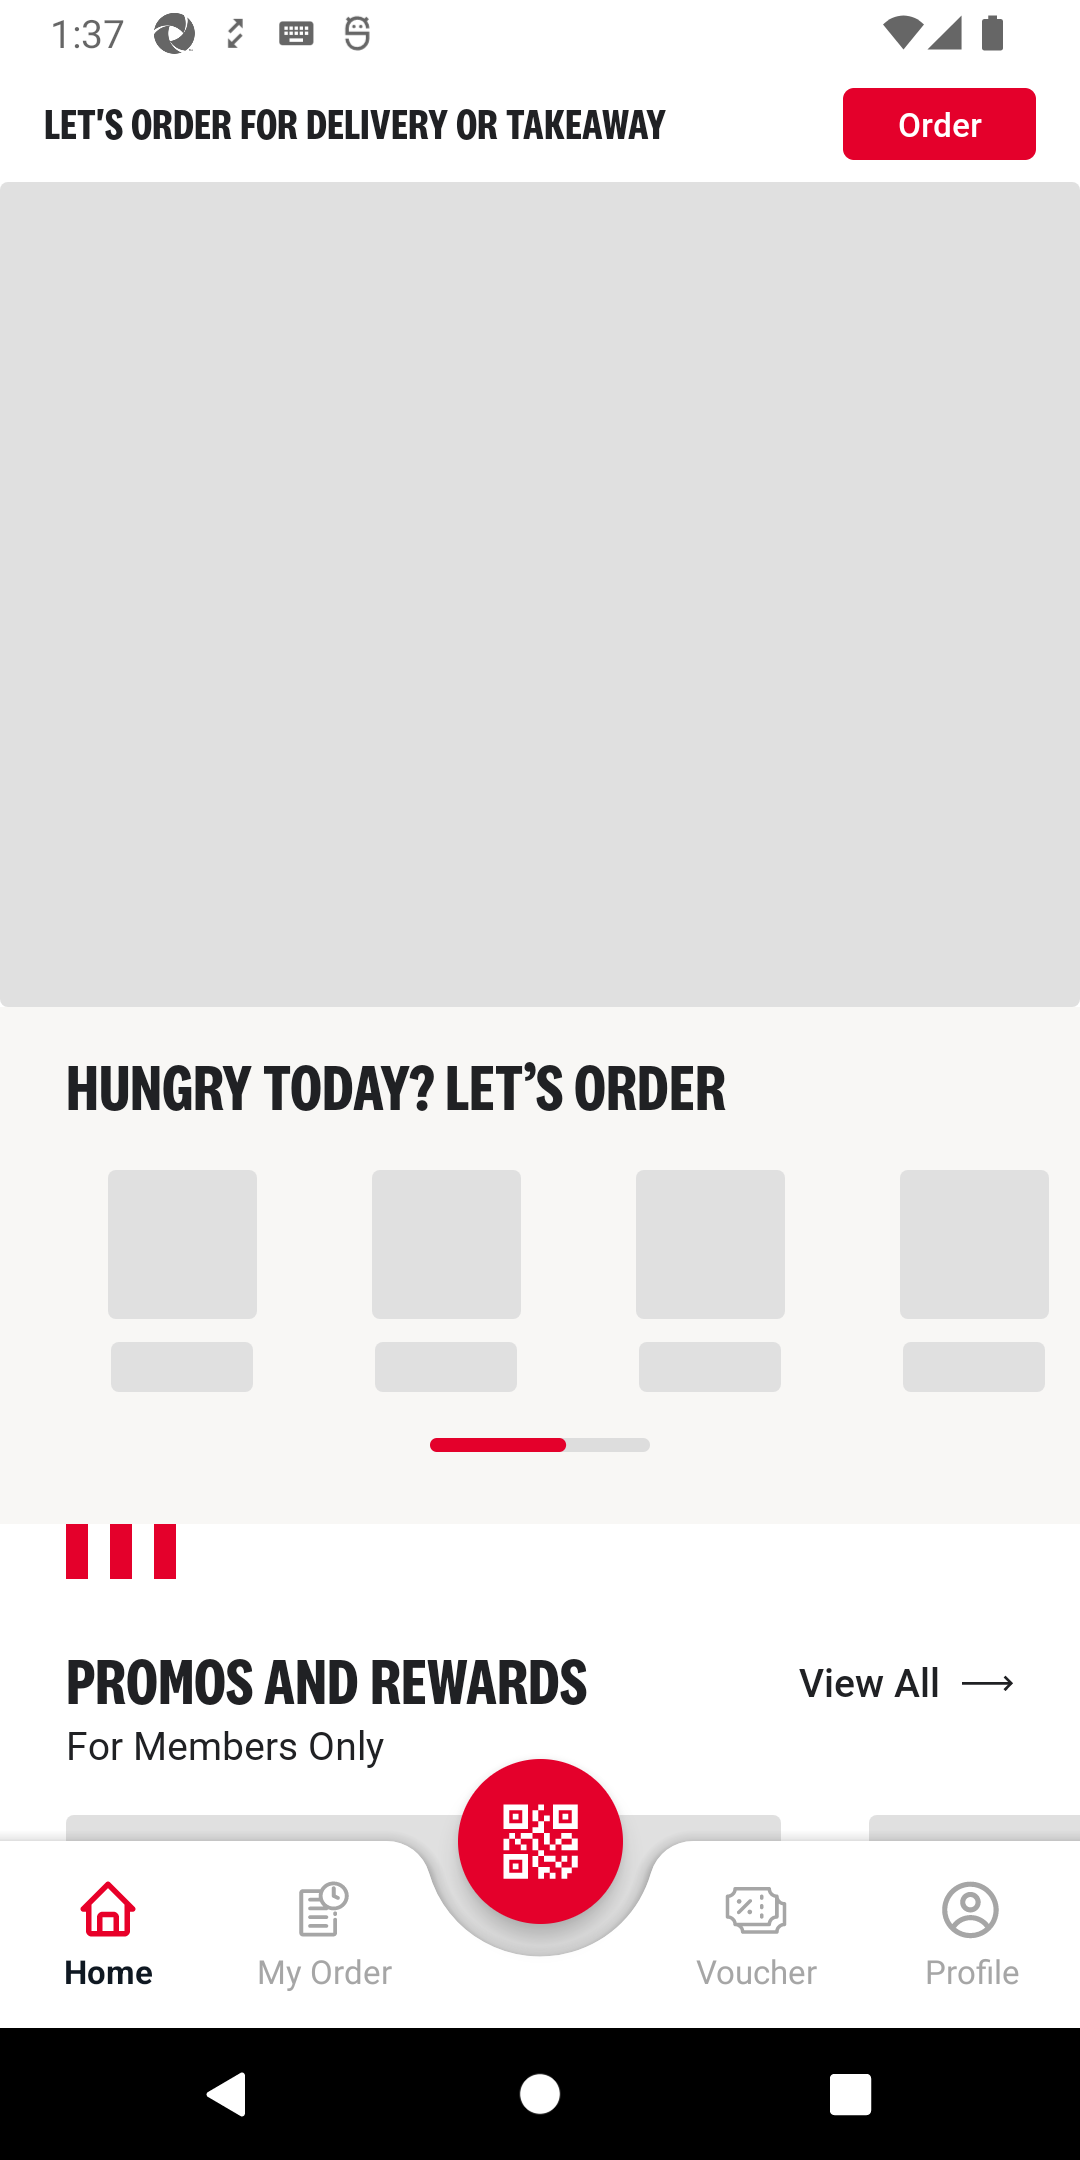 1:37
LET'S ORDER FOR DELIVERY OR TAKEAWAY
Order
HUNGRY TODAY? LET’S ORDER
PROMOS AND REWARDS
View All
For Members Only
Home
My Order
Voucher
Profile